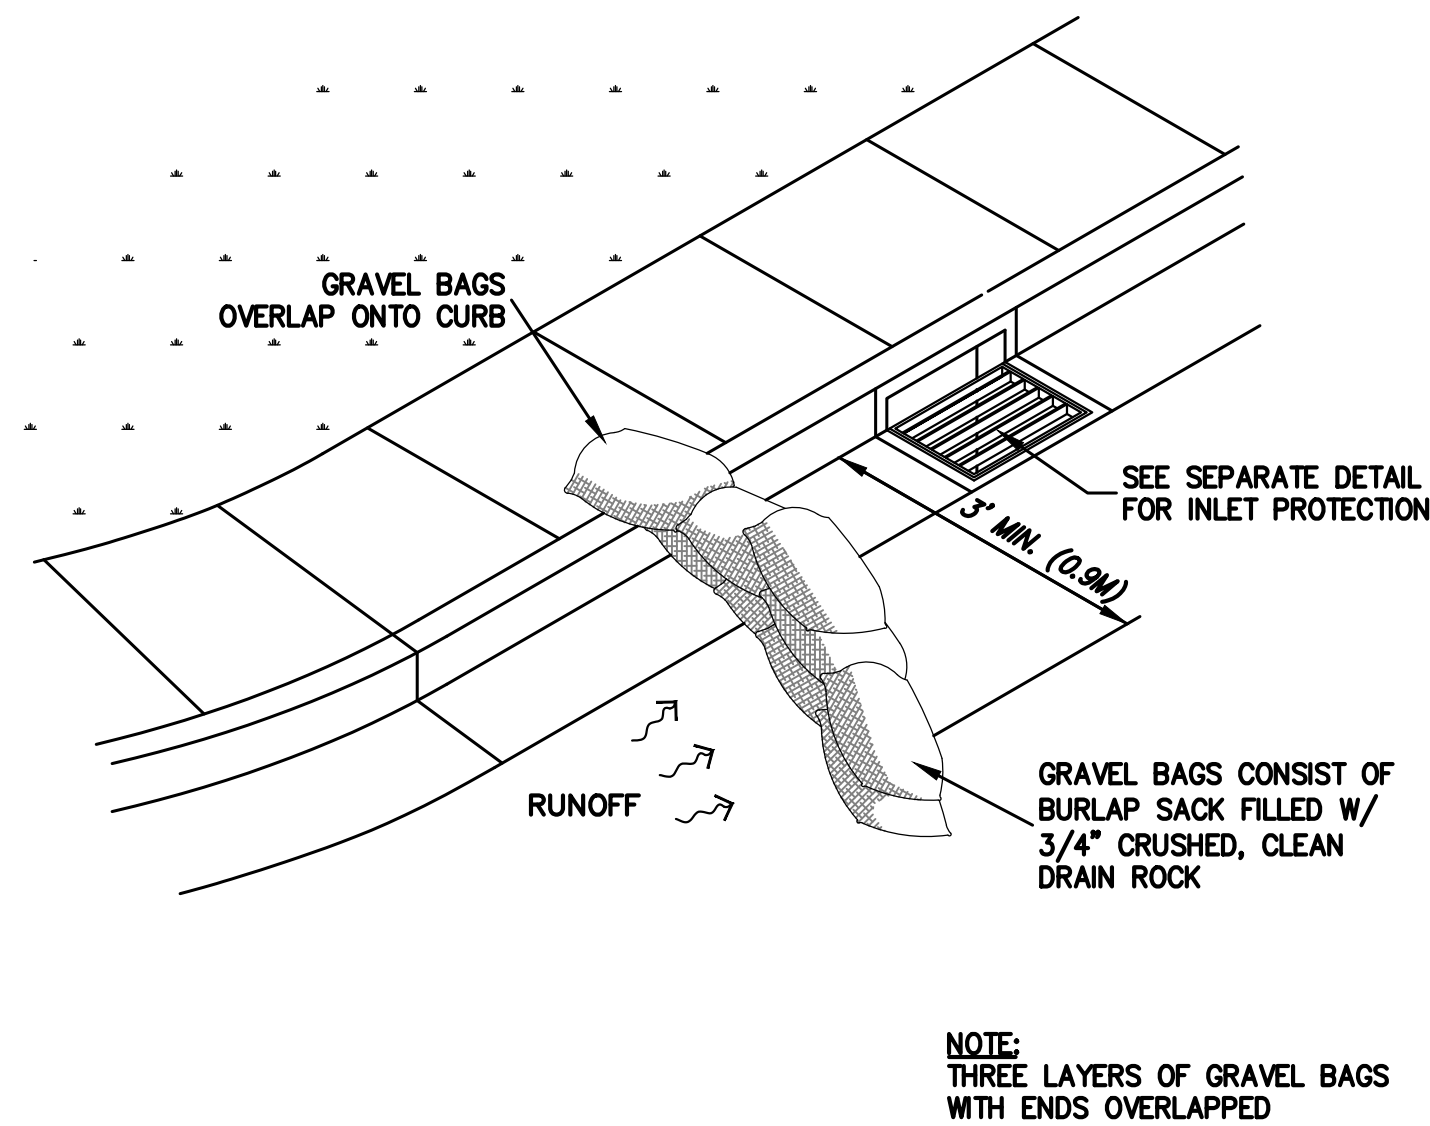 GRAVEL BAGS
OVERLAP ONTO CURB
SEE SEPARATE DETAIL
FOR INLET PROTECTION
3' MIN. (0.9M)
RUNOFF
GRAVEL BAGS CONSIST OF
BURLAP SACK FILLED W/
3/4" CRUSHED, CLEAN
DRAIN ROCK
NOTE:
THREE LAYERS OF GRAVEL BAGS
WITH ENDS OVERLAPPED